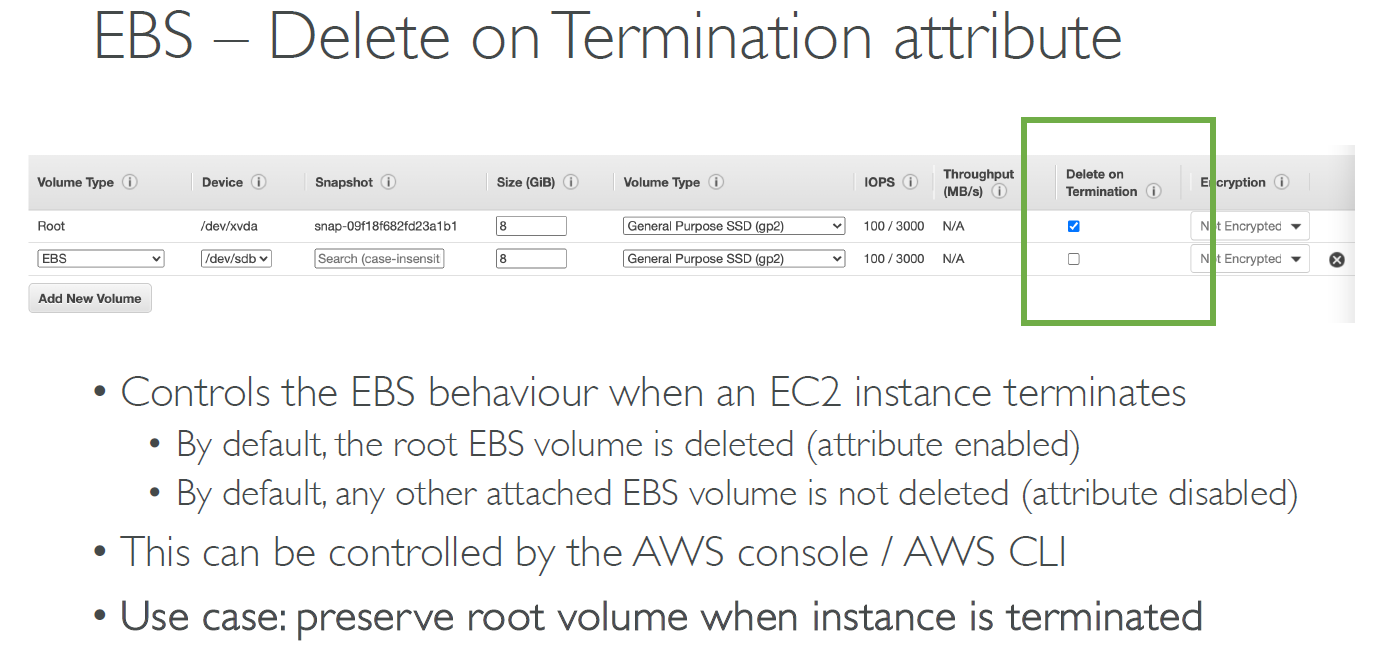 EBS – Delete on Termination attribute
Volume Type Device Snapshot Size (GiB) Volume Type IOPS Throughput (MB/s) Delete on Termination Encryption
Root /dev/xvda snap-09f18f682fd23a1b1 8 General Purpose SSD (gp2) 100 / 3000 N/A Not Encrypted
EBS /dev/sdb Search (case-insensit 8 General Purpose SSD (gp2) 100 / 3000 N/A Not Encrypted
Add New Volume
• Controls the EBS behaviour when an EC2 instance terminates
• By default, the root EBS volume is deleted (attribute enabled)
• By default, any other attached EBS volume is not deleted (attribute disabled)
• This can be controlled by the AWS console / AWS CLI
• Use case: preserve root volume when instance is terminated